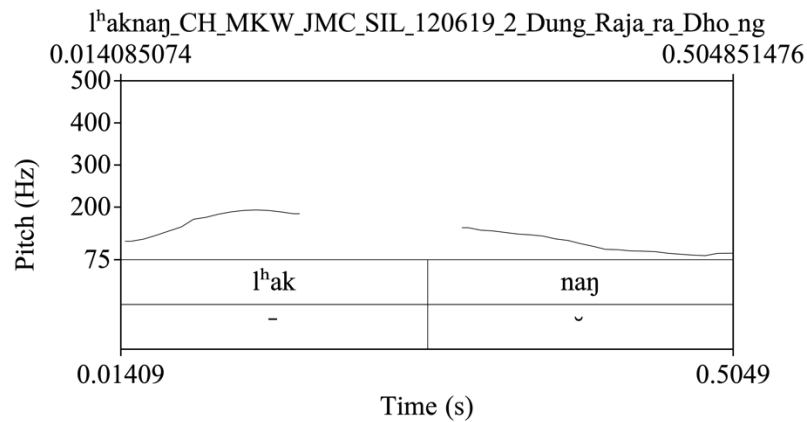 lʰaknaŋ_CH_MKW_JMC_SIL_120619_2_Dung_Raja_ra_Dho_ng
0.014085074 0.504851476
500
400
300
200
75
Pitch (Hz)
lʰak naŋ
ˉ ˘
0.01409 0.5049
Time (s)